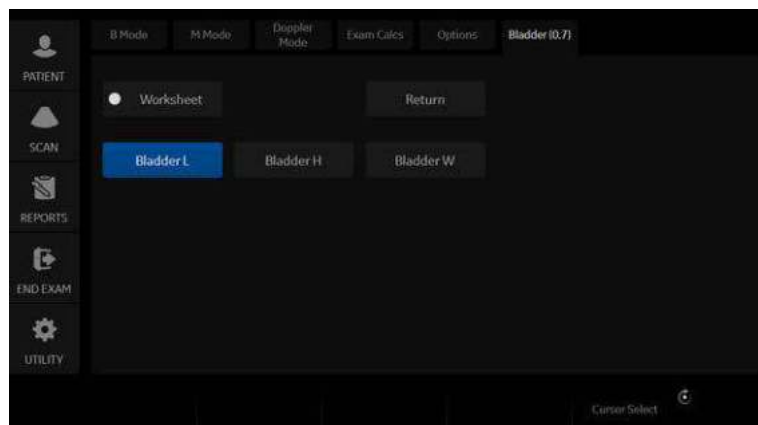 B Mode
M Mode
Doppler
Mode
Exam Calcs
Options
Bladder (0.7)
PATIENT
Worksheet
Return
SCAN
Bladder L
Bladder H
Bladder W
REPORTS
END EXAM
UTILITY
Cursor Select